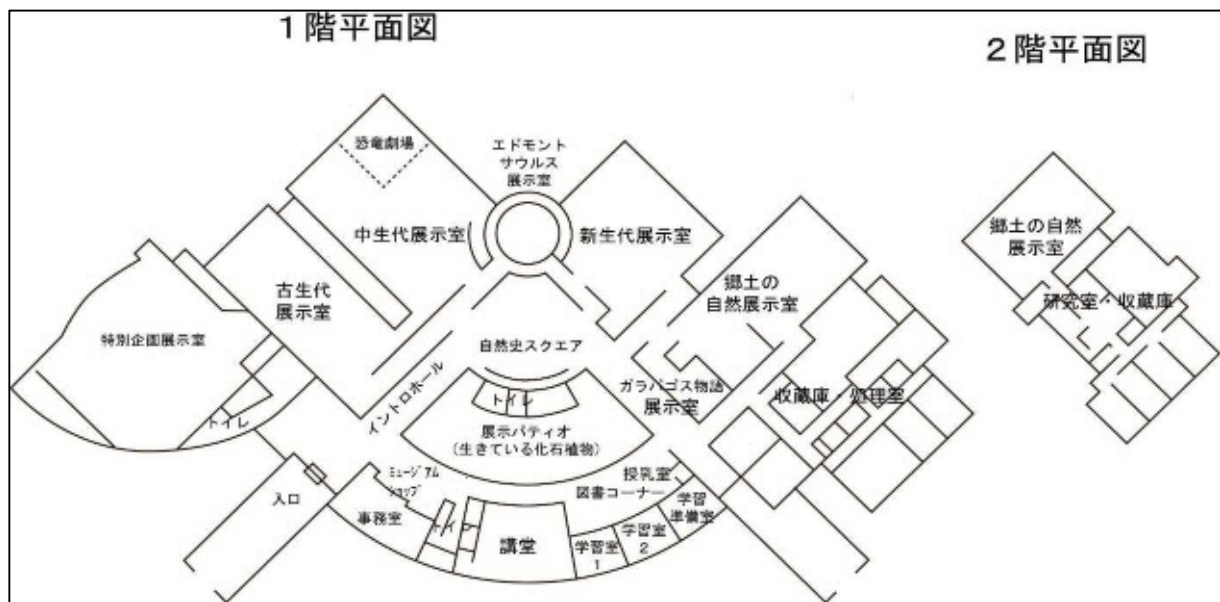 １階平面図
２階平面図
恐竜劇場
エドモント
サウルス
展示室
中生代展示室
新生代展示室
古生代
展示室
郷土の
自然展示室
特別企画展示室
自然史スクエア
イントロホール
トイレ
ガラパゴス物語
展示室
収蔵庫・処理室
トイレ
展示パティオ
(生きている化石植物)
ﾐｭｰｼﾞｱﾑ
ｼｮｯﾌﾟ
授乳室
図書コーナー
入口
事務室
トイレ
講堂
学習室
1
学習室
2
学習
準備室
郷土の自然
展示室
研究室・収蔵庫